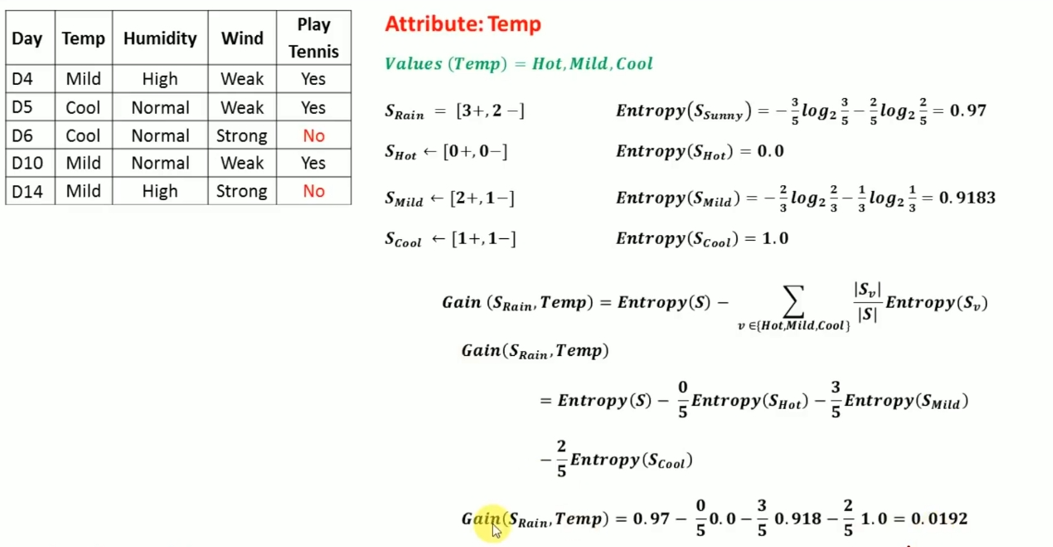 Day Temp Humidity Wind Play Tennis
D4 Mild High Weak Yes
D5 Cool Normal Weak Yes
D6 Cool Normal Strong No
D10 Mild Normal Weak Yes
D14 Mild High Strong No
Attribute: Temp
Values (Temp) = Hot, Mild, Cool
S_Rain = [3+, 2 −] Entropy(S_Sunny) = −3/5 log₂ 3/5 − 2/5 log₂ 2/5 = 0.97
S_Hot ← [0+, 0−] Entropy(S_Hot) = 0.0
S_Mild ← [2+, 1−] Entropy(S_Mild) = −2/3 log₂ 2/3 − 1/3 log₂ 1/3 = 0.9183
S_Cool ← [1+, 1−] Entropy(S_Cool) = 1.0
Gain (S_Rain, Temp) = Entropy(S) − ∑ v ∈{Hot,Mild,Cool} |S_v|/|S| Entropy(S_v)
Gain(S_Rain, Temp)
= Entropy(S) − 0/5 Entropy(S_Hot) − 3/5 Entropy(S_Mild)
− 2/5 Entropy(S_Cool)
Gain(S_Rain, Temp) = 0.97 − 0/5 0.0 − 3/5 0.918 − 2/5 1.0 = 0.0192